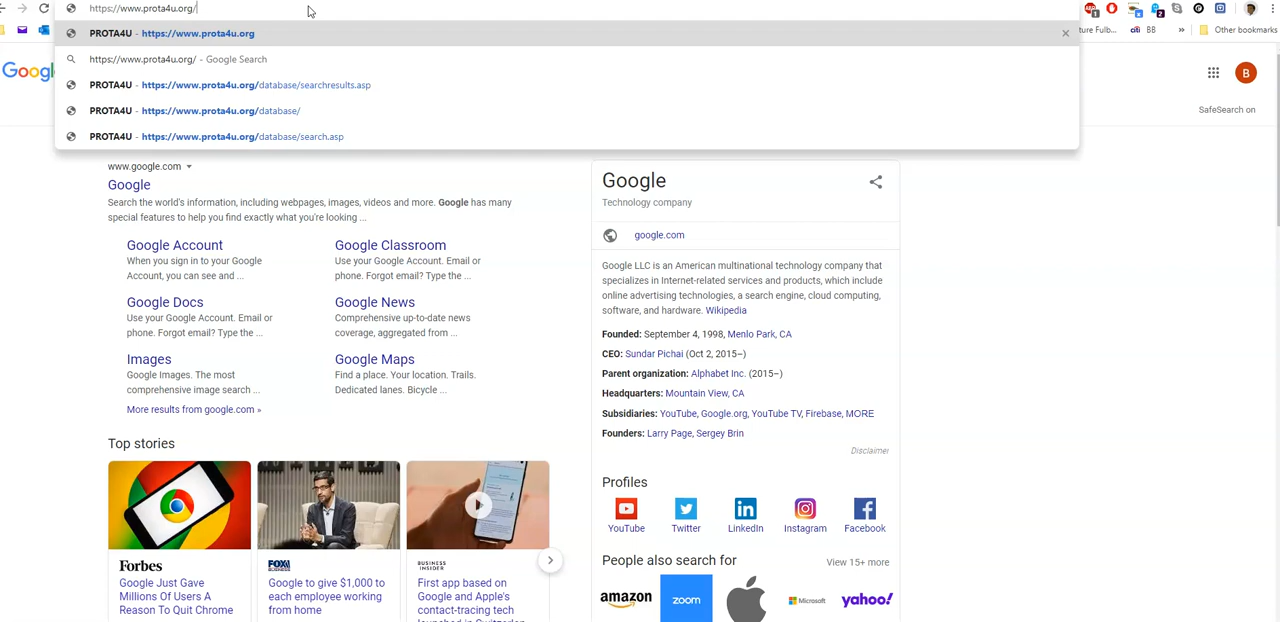 https://www.prota4u.org/
PROTA4U - https://www.prota4u.org
https://www.prota4u.org/ - Google Search
PROTA4U - https://www.prota4u.org/database/searchresults.asp
PROTA4U - https://www.prota4u.org/database/
PROTA4U - https://www.prota4u.org/database/search.asp
BB
Other bookmarks
Google
B
SafeSearch on
www.google.com
Google
Search the world's information, including webpages, images, videos and more. Google has many
special features to help you find exactly what you're looking ...
Google Account
When you sign in to your Google
Account, you can see and ...
Google Classroom
Use your Google Account. Email or
phone. Forgot email? Type the ...
Google Docs
Use your Google Account. Email or
phone. Forgot email? Type the ...
Google News
Comprehensive up-to-date news
coverage, aggregated from ...
Images
Google Images. The most
comprehensive image search ...
Google Maps
Find a place. Your location. Trails.
Dedicated lanes. Bicycle ...
More results from google.com »
Top stories
Forbes
Google Just Gave
Millions Of Users A
Reason To Quit Chrome
FOX
BUSINESS
Google to give $1,000 to
each employee working
from home
BUSINESS
INSIDER
First app based on
Google and Apple's
contact-tracing tech
launched in Switzerland
Google
Technology company
google.com
Google LLC is an American multinational technology company that
specializes in Internet-related services and products, which include
online advertising technologies, a search engine, cloud computing,
software, and hardware. Wikipedia
Founded: September 4, 1998, Menlo Park, CA
CEO: Sundar Pichai (Oct 2, 2015–)
Parent organization: Alphabet Inc. (2015–)
Headquarters: Mountain View, CA
Subsidiaries: YouTube, Google.org, YouTube TV, Firebase, MORE
Founders: Larry Page, Sergey Brin
Disclaimer
Profiles
YouTube
Twitter
LinkedIn
Instagram
Facebook
People also search for
View 15+ more
amazon
zoom
Microsoft
yahoo!